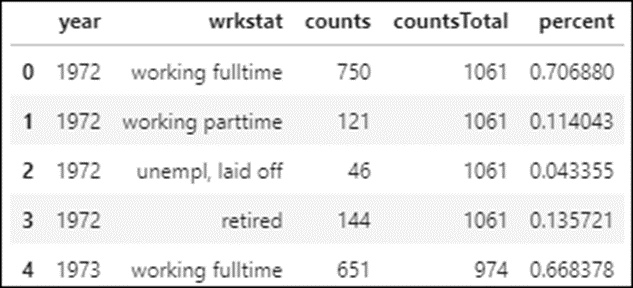 year wrkstat counts countsTotal percent
0 1972 working fulltime 750 1061 0.706880
1 1972 working parttime 121 1061 0.114043
2 1972 unempl, laid off 46 1061 0.043355
3 1972 retired 144 1061 0.135721
4 1973 working fulltime 651 974 0.668378